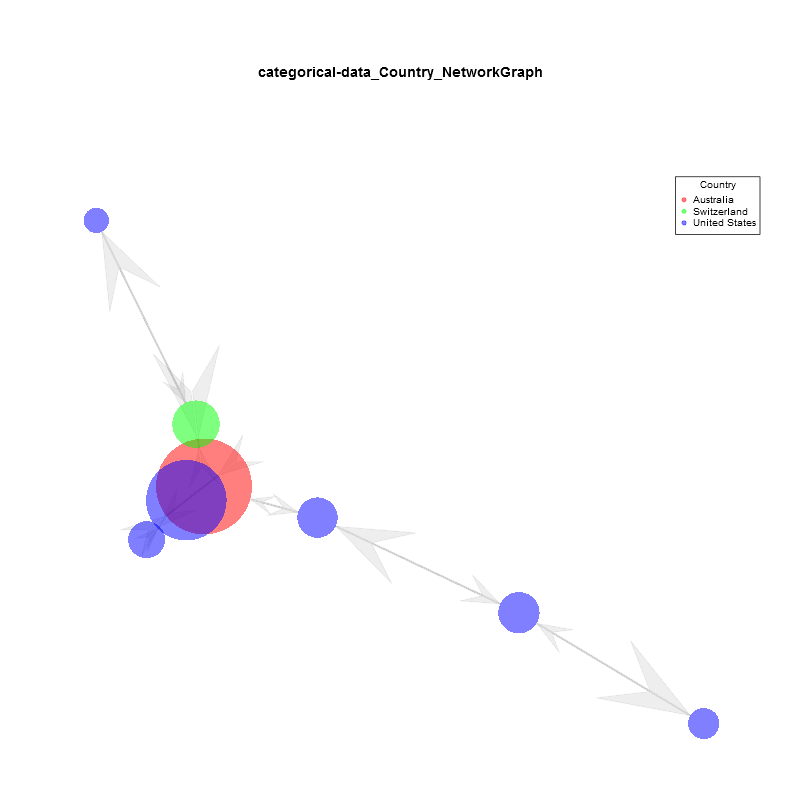 categorical-data_Country_NetworkGraph
Country
Australia
Switzerland
United States